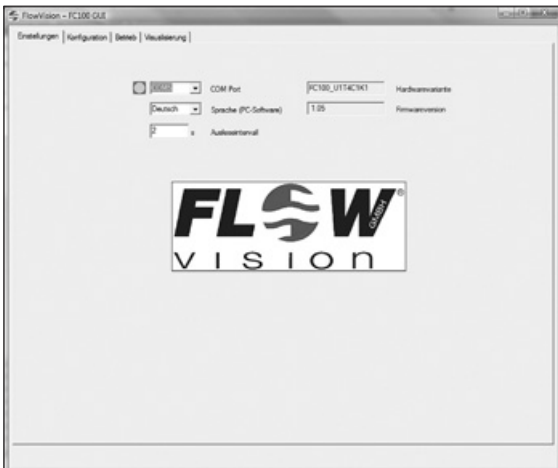 FlowVision – FC100 GUI
Einstellungen Konfiguration Betrieb Visualisierung
COM Port FC100_U1T4C1K1 Hardwarevariante
Deutsch Sprache (PC-Software) 1.05 Firmwareversion
2 s Ausleseintervall
FLOW ®
GMBH
vision